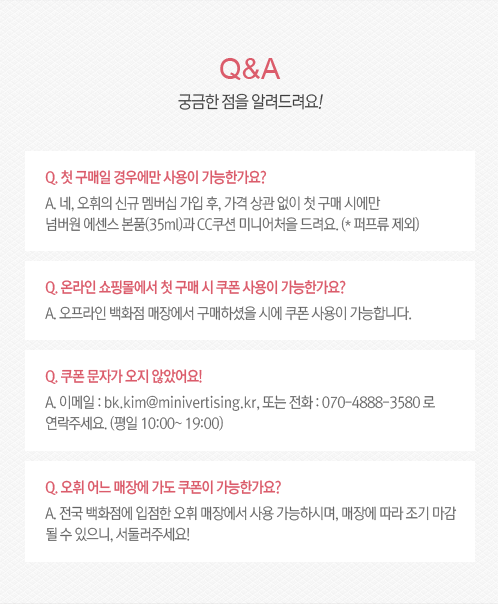 Q&A
궁금한 점을 알려드려요!
Q. 첫 구매일 경우에만 사용이 가능한가요?
A. 네, 오휘의 신규 멤버십 가입 후, 가격 상관 없이 첫 구매 시에만
넘버원 에센스 본품(35ml)과 CC쿠션 미니어처을 드려요. (* 퍼프류 제외)
Q. 온라인 쇼핑몰에서 첫 구매 시 쿠폰 사용이 가능한가요?
A. 오프라인 백화점 매장에서 구매하셨을 시에 쿠폰 사용이 가능합니다.
Q. 쿠폰 문자가 오지 않았어요!
A. 이메일 : bk.kim@minivertising.kr, 또는 전화 : 070-4888-3580 로
연락주세요. (평일 10:00~ 19:00)
Q. 오휘 어느 매장에 가도 쿠폰이 가능한가요?
A. 전국 백화점에 입점한 오휘 매장에서 사용 가능하시며, 매장에 따라 조기 마감
될 수 있으니, 서둘러주세요!